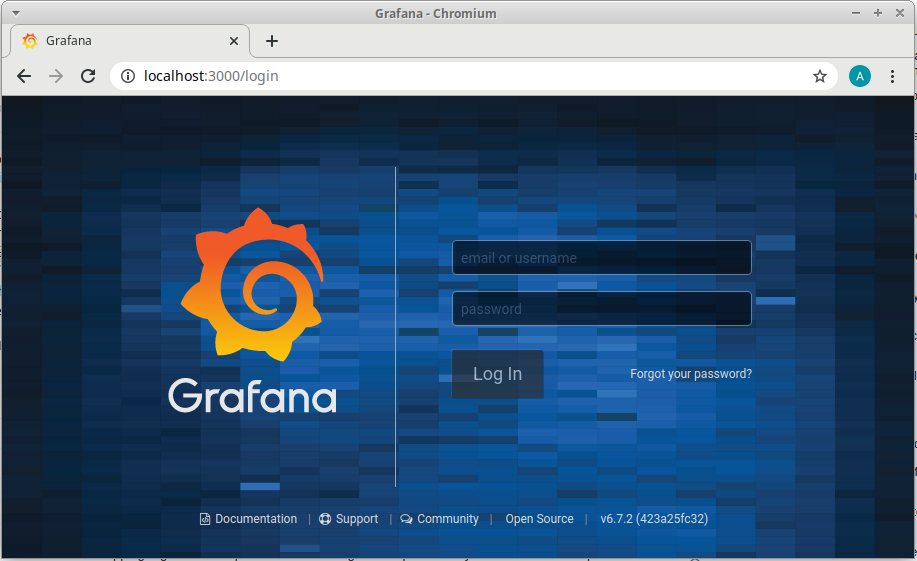 Grafana - Chromium
Grafana
localhost:3000/login
A
email or username
password
Log In
Forgot your password?
Grafana
Documentation | Support | Community | Open Source | v6.7.2 (423a25fc32)